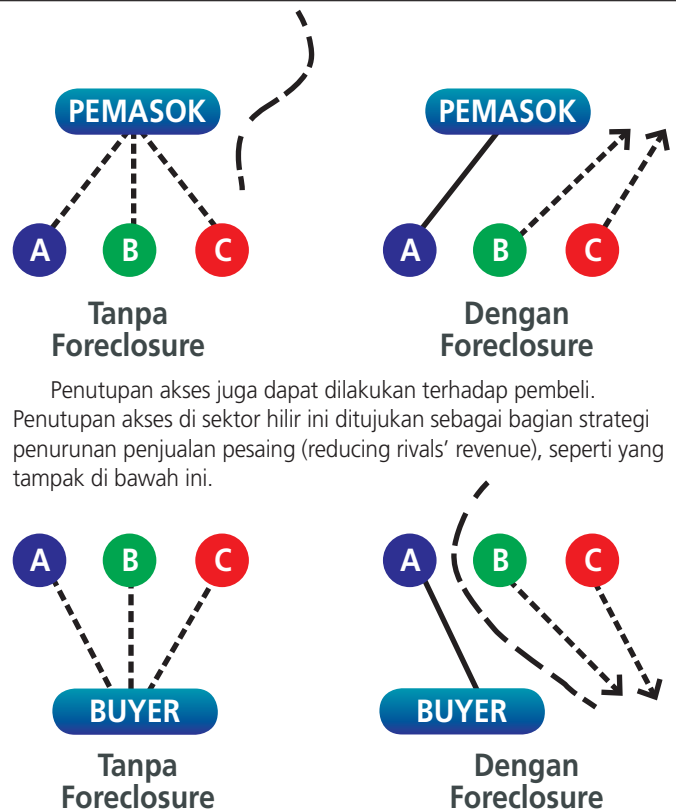 PEMASOK
A B C
Tanpa
Foreclosure
PEMASOK
A B C
Dengan
Foreclosure
Penutupan akses juga dapat dilakukan terhadap pembeli.
Penutupan akses di sektor hilir ini ditujukan sebagai bagian strategi
penurunan penjualan pesaing (reducing rivals’ revenue), seperti yang
tampak di bawah ini.
A B C
BUYER
Tanpa
Foreclosure
A B C
BUYER
Dengan
Foreclosure